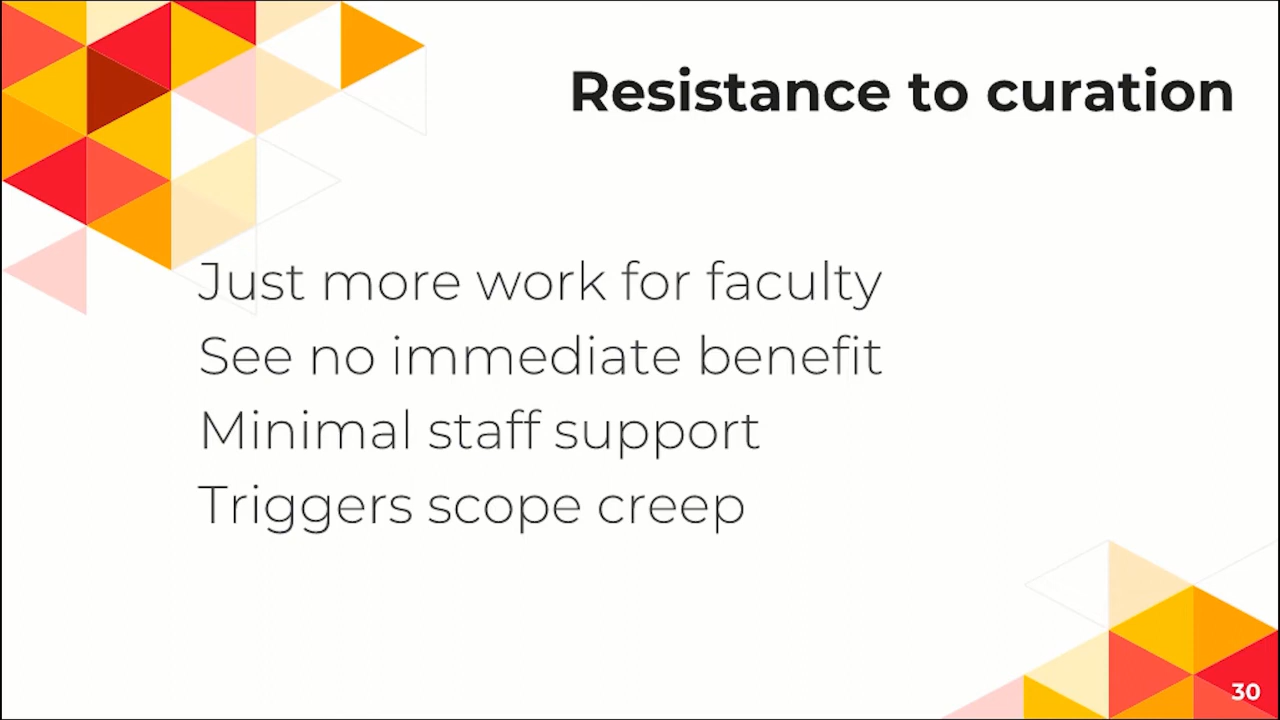 Resistance to curation
Just more work for faculty
See no immediate benefit
Minimal staff support
Triggers scope creep
30